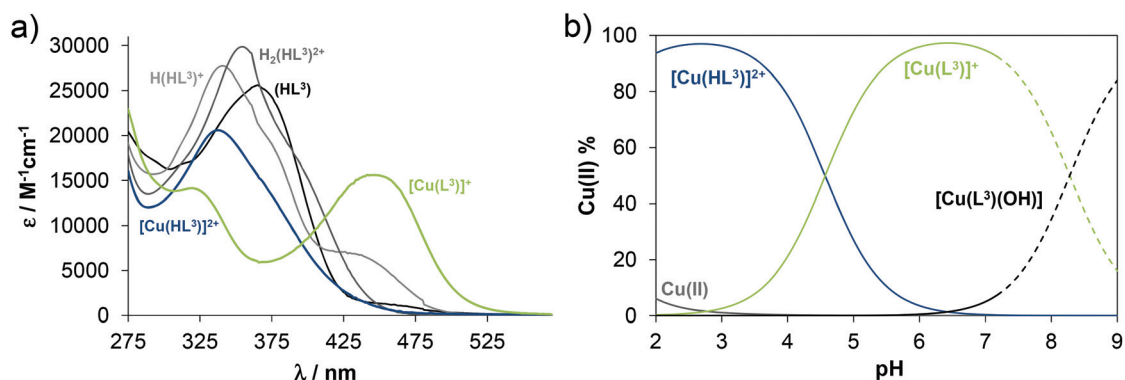 a)
30000
25000
20000
15000
10000
5000
0
ε / M⁻¹cm⁻¹
H(HL³)⁺
H₂(HL³)²⁺
(HL³)
[Cu(HL³)]²⁺
[Cu(L³)]⁺
275 325 375 425 475 525
λ / nm
b)
100
80
60
40
20
0
Cu(II) %
[Cu(HL³)]²⁺
[Cu(L³)]⁺
[Cu(L³)(OH)]
Cu(II)
2 3 4 5 6 7 8 9
pH